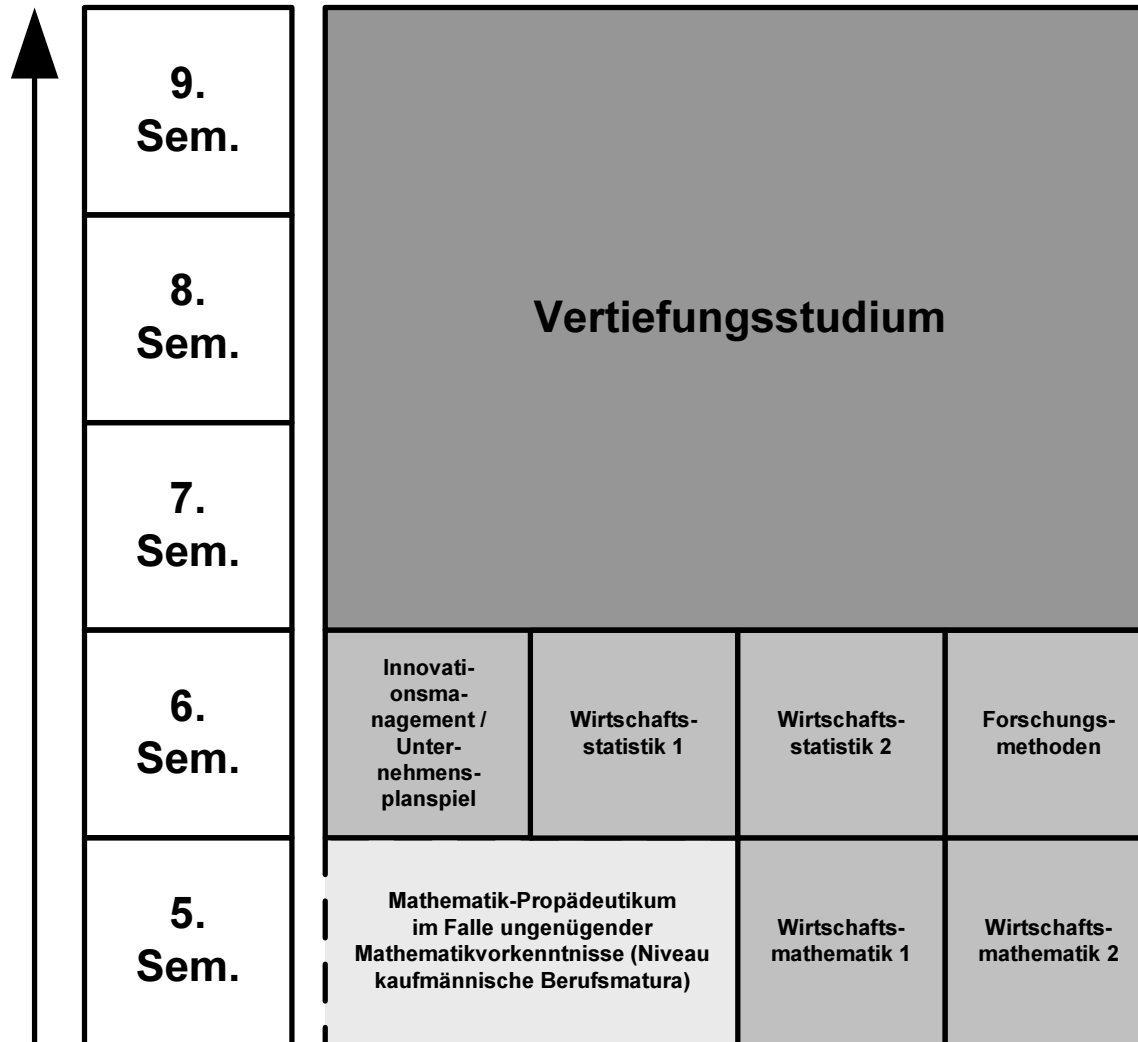 9.
Sem.
8.
Sem.
Vertiefungsstudium
7.
Sem.
6.
Sem.
Innovati-
onsma-
nagement /
Unter-
nehmens-
planspiel
Wirtschafts-
statistik 1
Wirtschafts-
statistik 2
Forschungs-
methoden
5.
Sem.
Mathematik-Propädeutikum
im Falle ungenügender
Mathematikvorkenntnisse (Niveau
kaufmännische Berufsmatura)
Wirtschafts-
mathematik 1
Wirtschafts-
mathematik 2